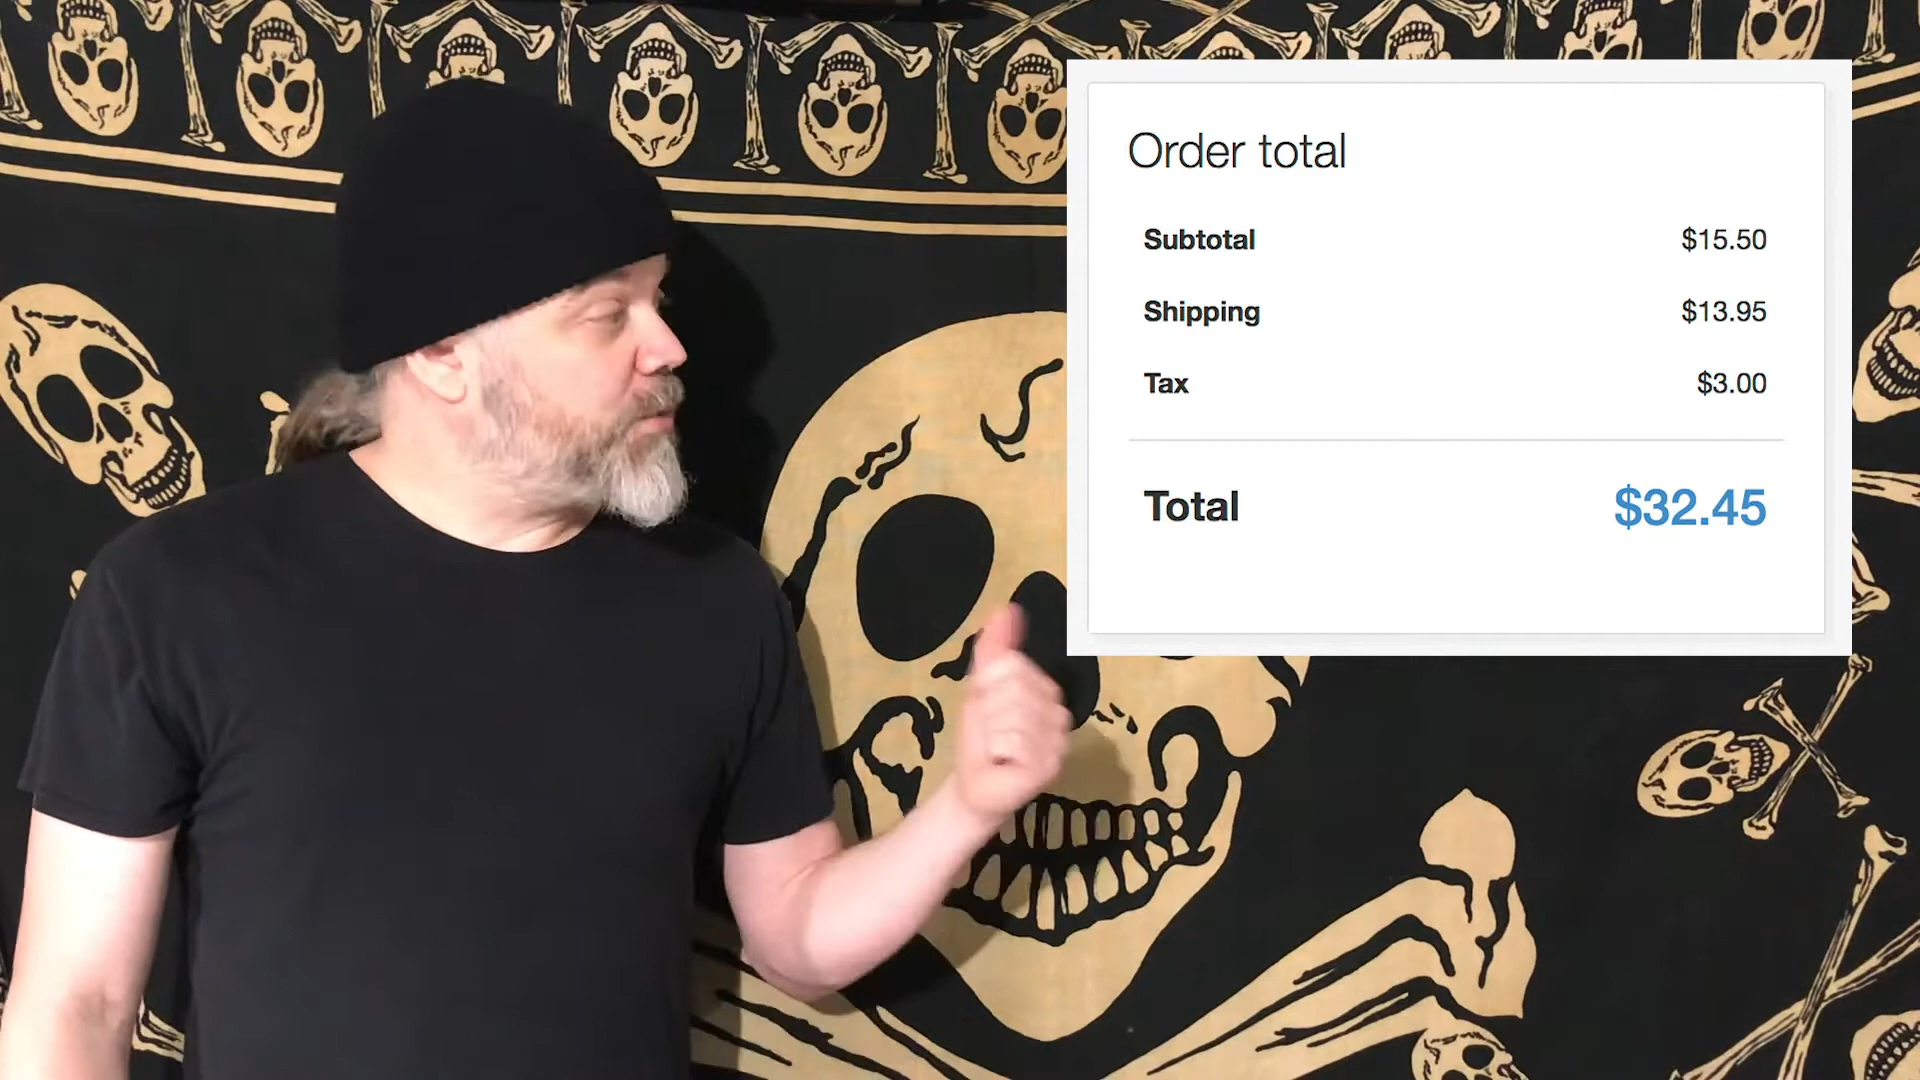 Order total
Subtotal $15.50
Shipping $13.95
Tax $3.00
Total $32.45